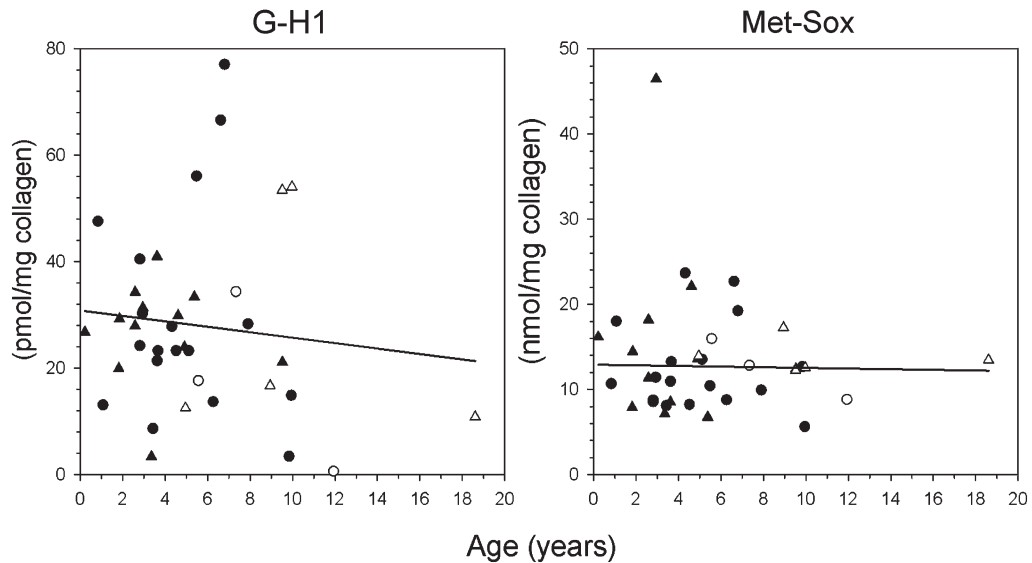 G-H1
Met-Sox
(pmol/mg collagen)
80
60
40
20
0
0 2 4 6 8 10 12 14 16 18 20
(nmol/mg collagen)
50
40
30
20
10
0
0 2 4 6 8 10 12 14 16 18 20
Age (years)